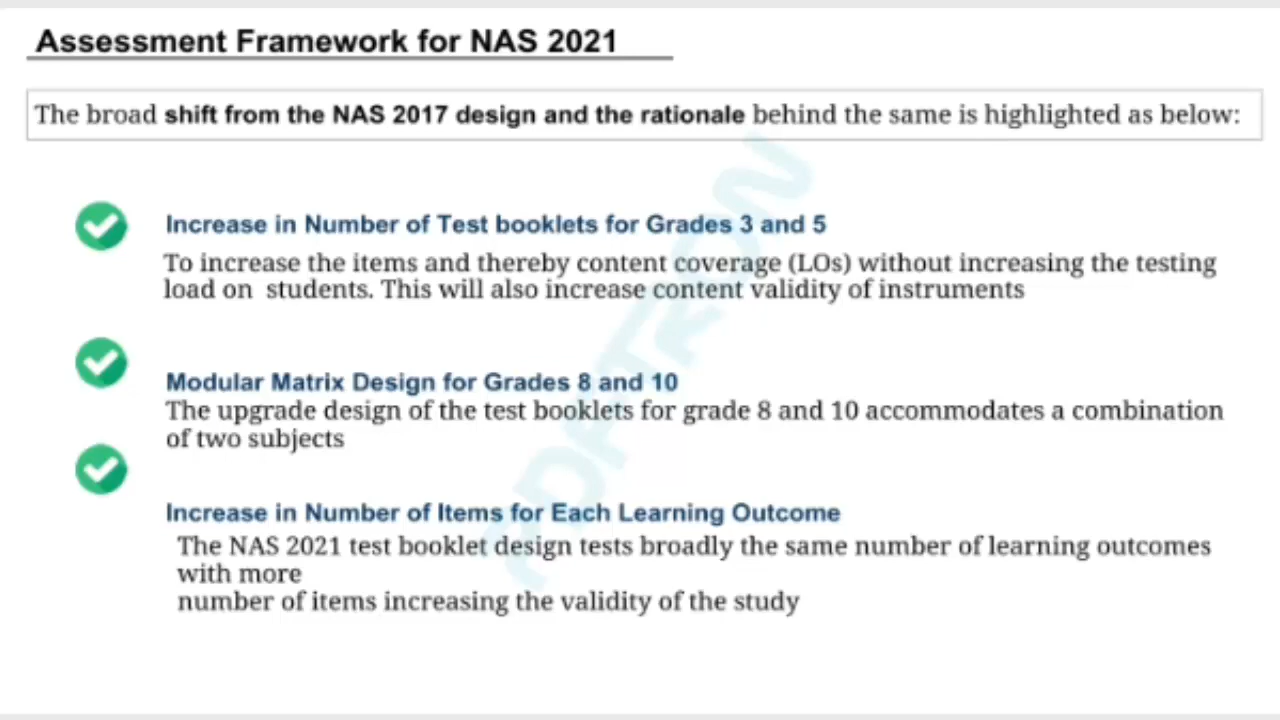 Assessment Framework for NAS 2021
The broad shift from the NAS 2017 design and the rationale behind the same is highlighted as below:
Increase in Number of Test booklets for Grades 3 and 5
To increase the items and thereby content coverage (LOs) without increasing the testing
load on students. This will also increase content validity of instruments
Modular Matrix Design for Grades 8 and 10
The upgrade design of the test booklets for grade 8 and 10 accommodates a combination
of two subjects
Increase in Number of Items for Each Learning Outcome
The NAS 2021 test booklet design tests broadly the same number of learning outcomes
with more
number of items increasing the validity of the study